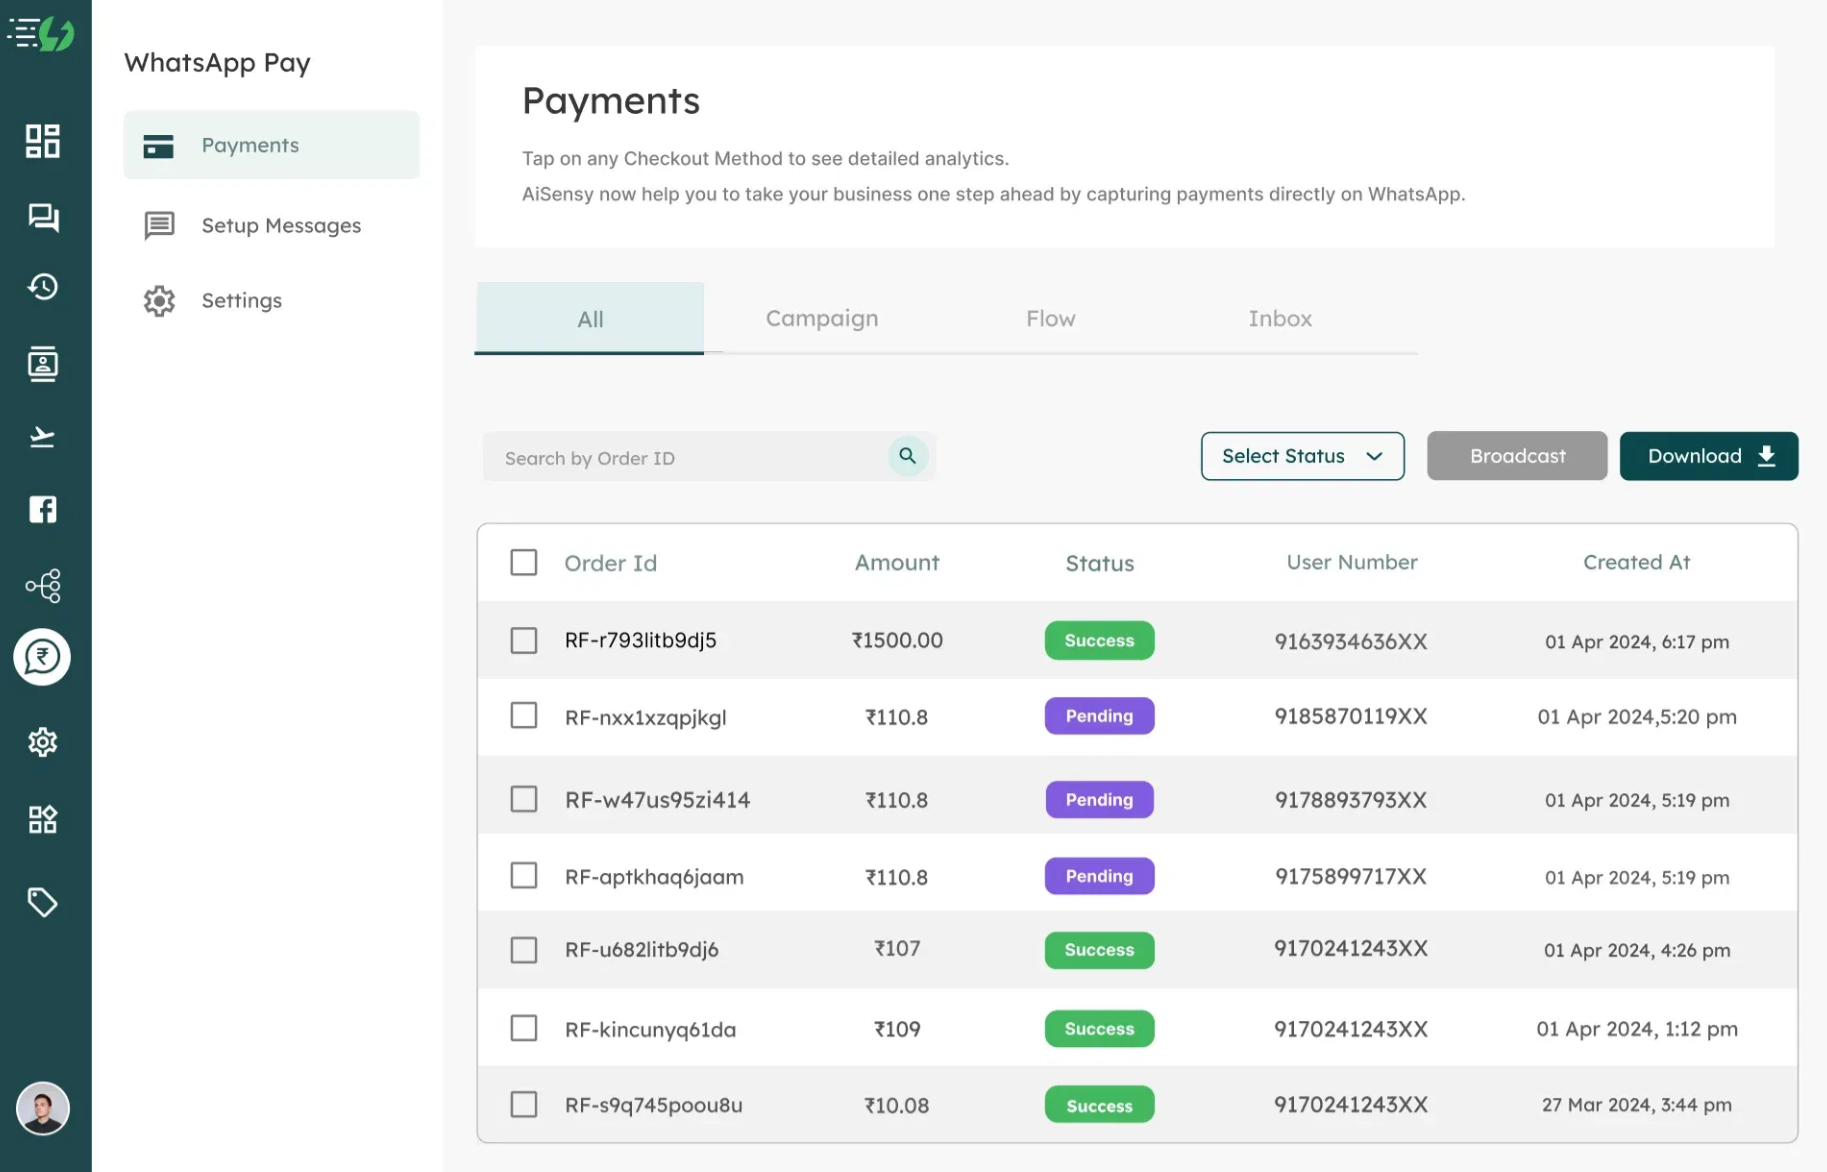 WhatsApp Pay
Payments
Setup Messages
Settings
Payments
Tap on any Checkout Method to see detailed analytics.
AiSensy now help you to take your business one step ahead by capturing payments directly on WhatsApp.
All Campaign Flow Inbox
Search by Order ID Select Status Broadcast Download
Order Id Amount Status User Number Created At
RF-r793litb9dj5 ₹1500.00 Success 9163934636XX 01 Apr 2024, 6:17 pm
RF-nxx1xzqpjkgl ₹110.8 Pending 9185870119XX 01 Apr 2024,5:20 pm
RF-w47us95zi414 ₹110.8 Pending 9178893793XX 01 Apr 2024, 5:19 pm
RF-aptkhaq6jaam ₹110.8 Pending 9175899717XX 01 Apr 2024, 5:19 pm
RF-u682litb9dj6 ₹107 Success 9170241243XX 01 Apr 2024, 4:26 pm
RF-kincunyq61da ₹109 Success 9170241243XX 01 Apr 2024, 1:12 pm
RF-s9q745poou8u ₹10.08 Success 9170241243XX 27 Mar 2024, 3:44 pm